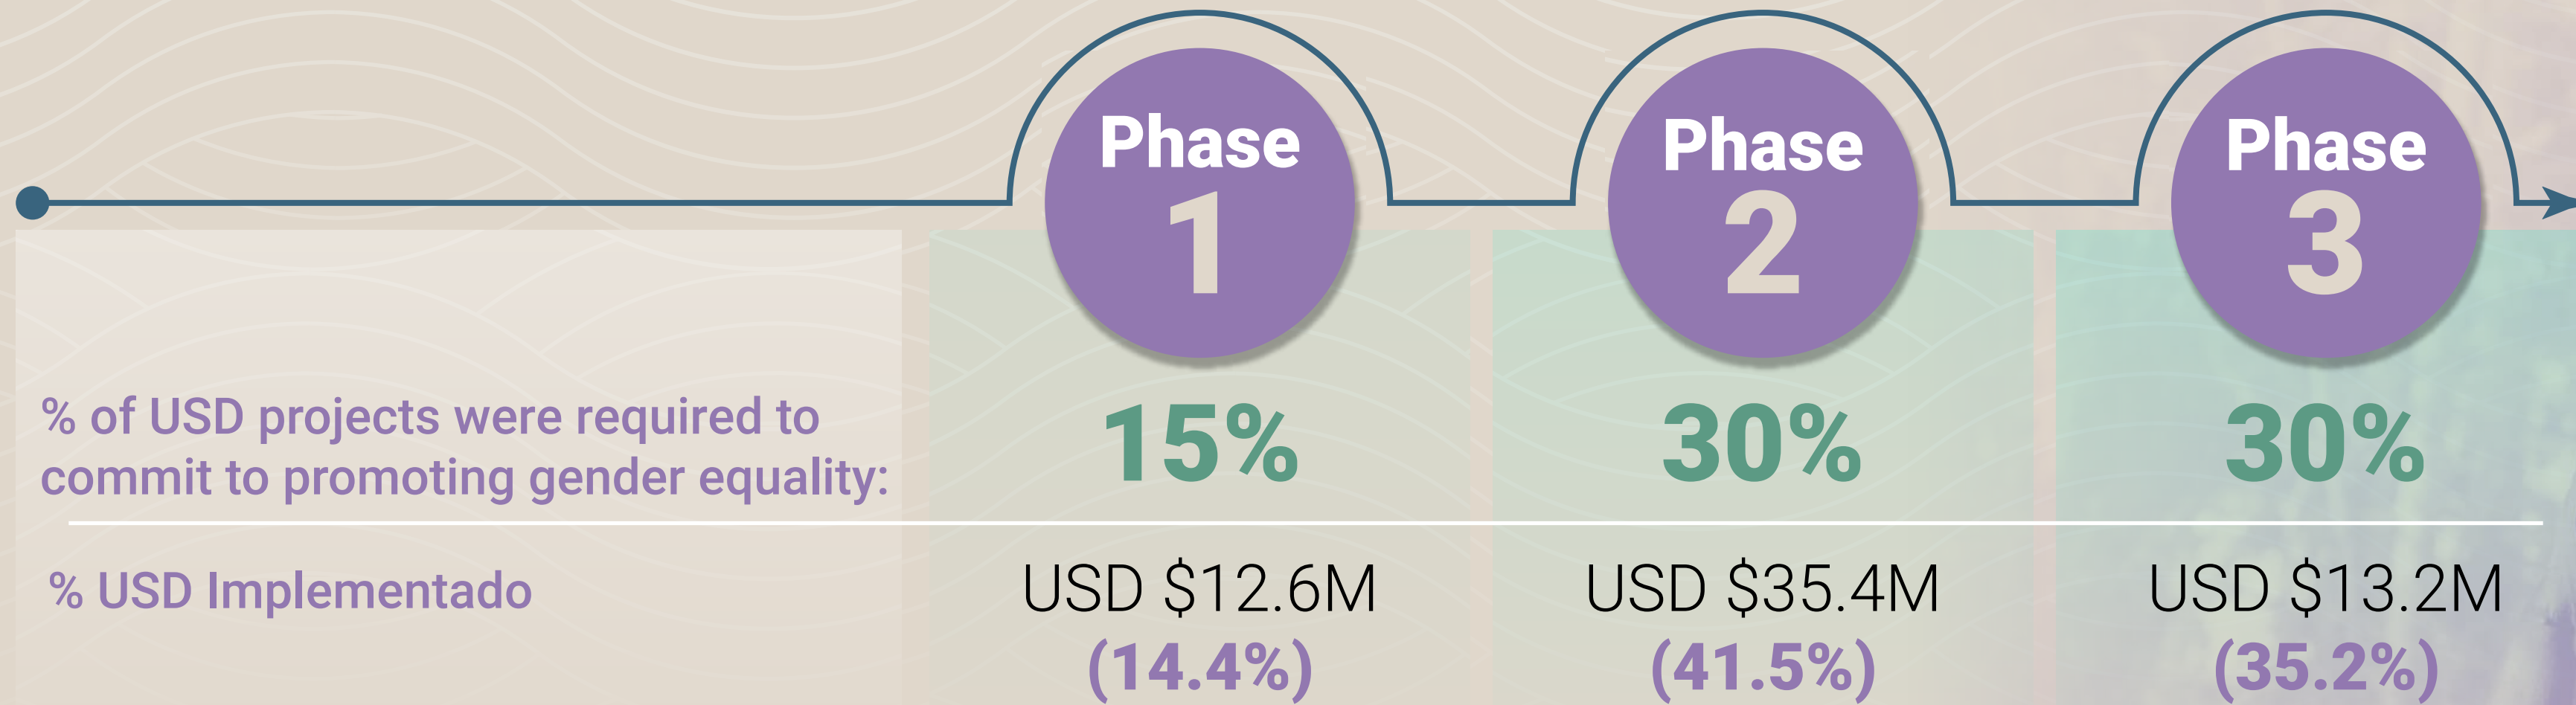 Phase
1
Phase
2
Phase
3
% of USD projects were required to
commit to promoting gender equality:
15%
30%
30%
% USD Implementado
USD $12.6M
(14.4%)
USD $35.4M
(41.5%)
USD $13.2M
(35.2%)